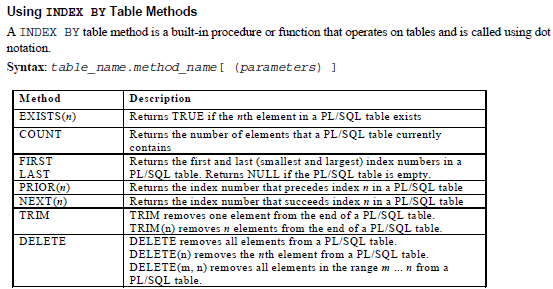 Using INDEX BY Table Methods
A INDEX BY table method is a built-in procedure or function that operates on tables and is called using dot
notation.
Syntax: table_name.method_name[ (parameters) ]
Method Description
EXISTS(n) Returns TRUE if the nth element in a PL/SQL table exists
COUNT Returns the number of elements that a PL/SQL table currently
contains
FIRST Returns the first and last (smallest and largest) index numbers in a
LAST PL/SQL table. Returns NULL if the PL/SQL table is empty.
PRIOR(n) Returns the index number that precedes index n in a PL/SQL table
NEXT(n) Returns the index number that succeeds index n in a PL/SQL table
TRIM TRIM removes one element from the end of a PL/SQL table.
TRIM(n) removes n elements from the end of a PL/SQL table.
DELETE DELETE removes all elements from a PL/SQL table.
DELETE(n) removes the nth element from a PL/SQL table.
DELETE(m, n) removes all elements in the range m ... n from a
PL/SQL table.